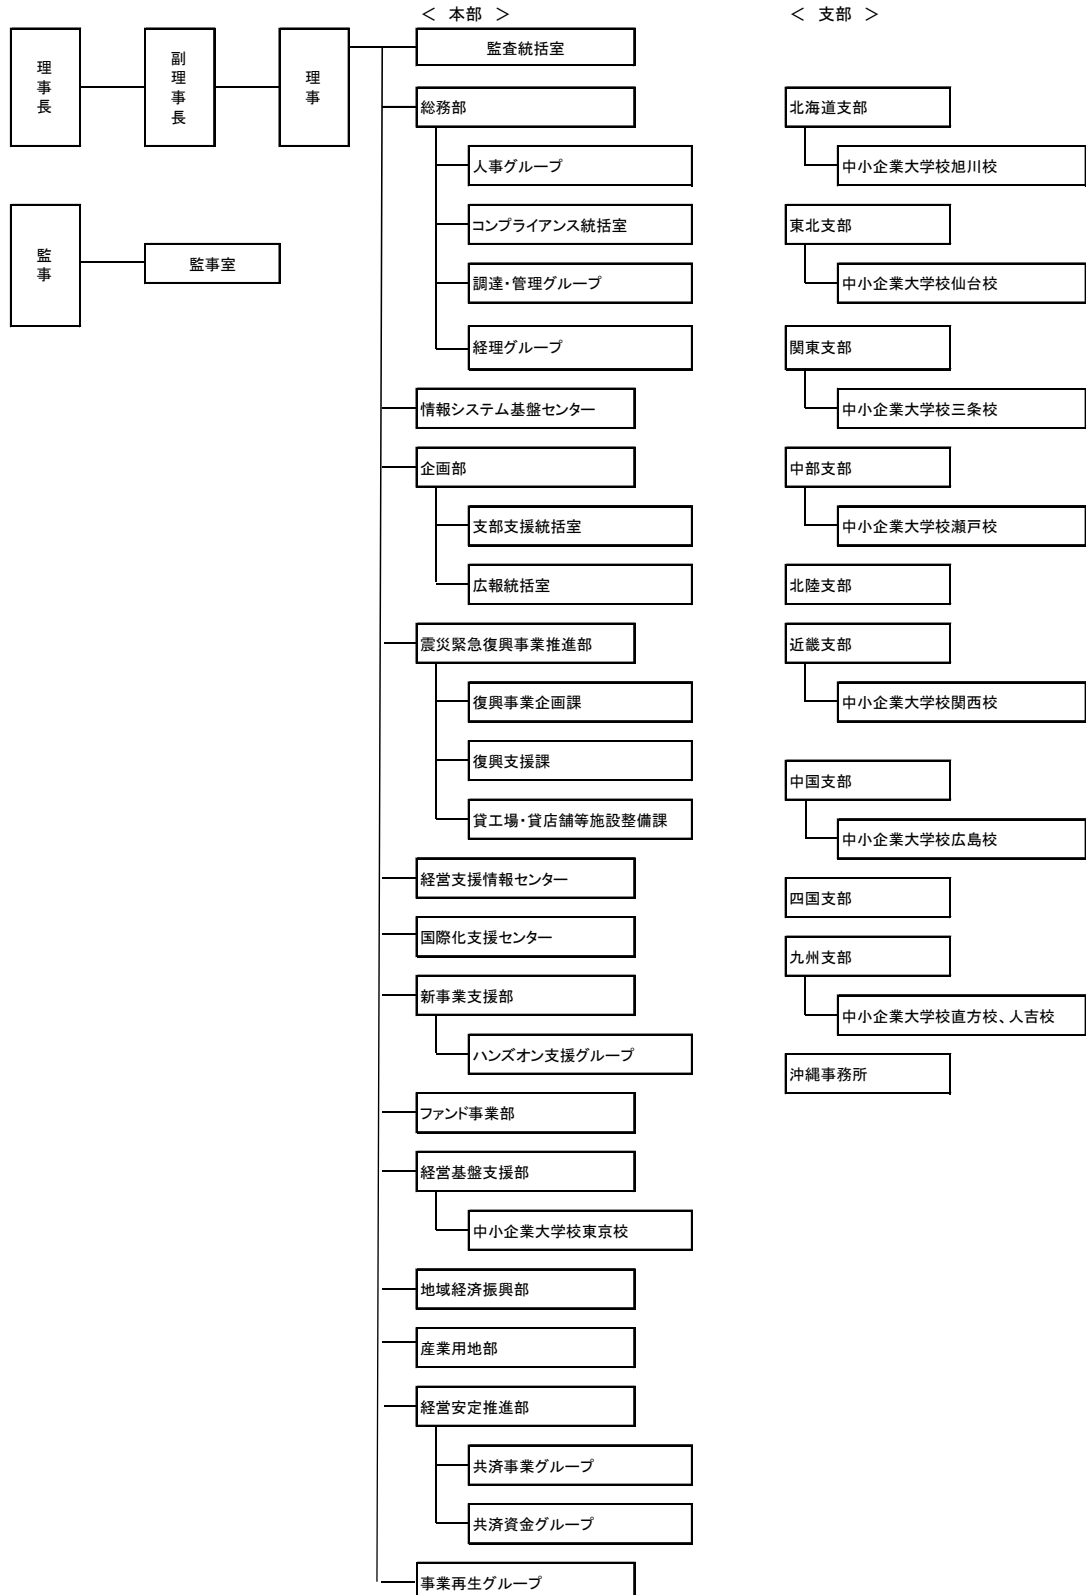 ＜ 本部 ＞
＜ 支部 ＞
理事長
副理事長
理事
監事
監事室
監査統括室
総務部
人事グループ
コンプライアンス統括室
調達・管理グループ
経理グループ
情報システム基盤センター
企画部
支部支援統括室
広報統括室
震災緊急復興事業推進部
復興事業企画課
復興支援課
貸工場・貸店舗等施設整備課
経営支援情報センター
国際化支援センター
新事業支援部
ハンズオン支援グループ
ファンド事業部
経営基盤支援部
中小企業大学校東京校
地域経済振興部
産業用地部
経営安定推進部
共済事業グループ
共済資金グループ
事業再生グループ
北海道支部
中小企業大学校旭川校
東北支部
中小企業大学校仙台校
関東支部
中小企業大学校三条校
中部支部
中小企業大学校瀬戸校
北陸支部
近畿支部
中小企業大学校関西校
中国支部
中小企業大学校広島校
四国支部
九州支部
中小企業大学校直方校、人吉校
沖縄事務所